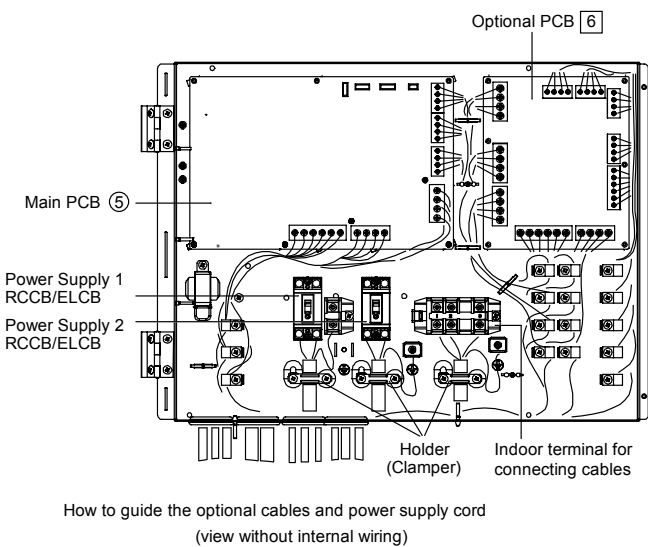 Optional PCB 6
Main PCB ⑤
Power Supply 1
RCCB/ELCB
Power Supply 2
RCCB/ELCB
Holder
(Clamper)
Indoor terminal for
connecting cables
How to guide the optional cables and power supply cord
(view without internal wiring)